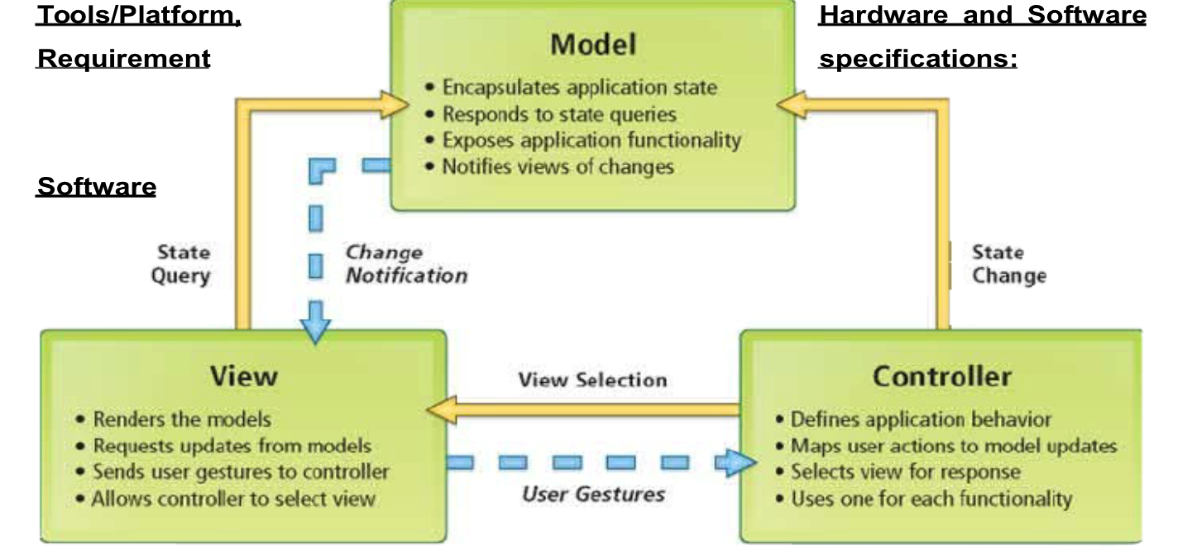 Tools/Platform,
Hardware and Software
Requirement
specifications:
Model
• Encapsulates application state
• Responds to state queries
• Exposes application functionality
• Notifies views of changes
Software
State
Query
Change
Notification
State
Change
View
• Renders the models
• Requests updates from models
• Sends user gestures to controller
• Allows controller to select view
View Selection
User Gestures
Controller
• Defines application behavior
• Maps user actions to model updates
• Selects view for response
• Uses one for each functionality